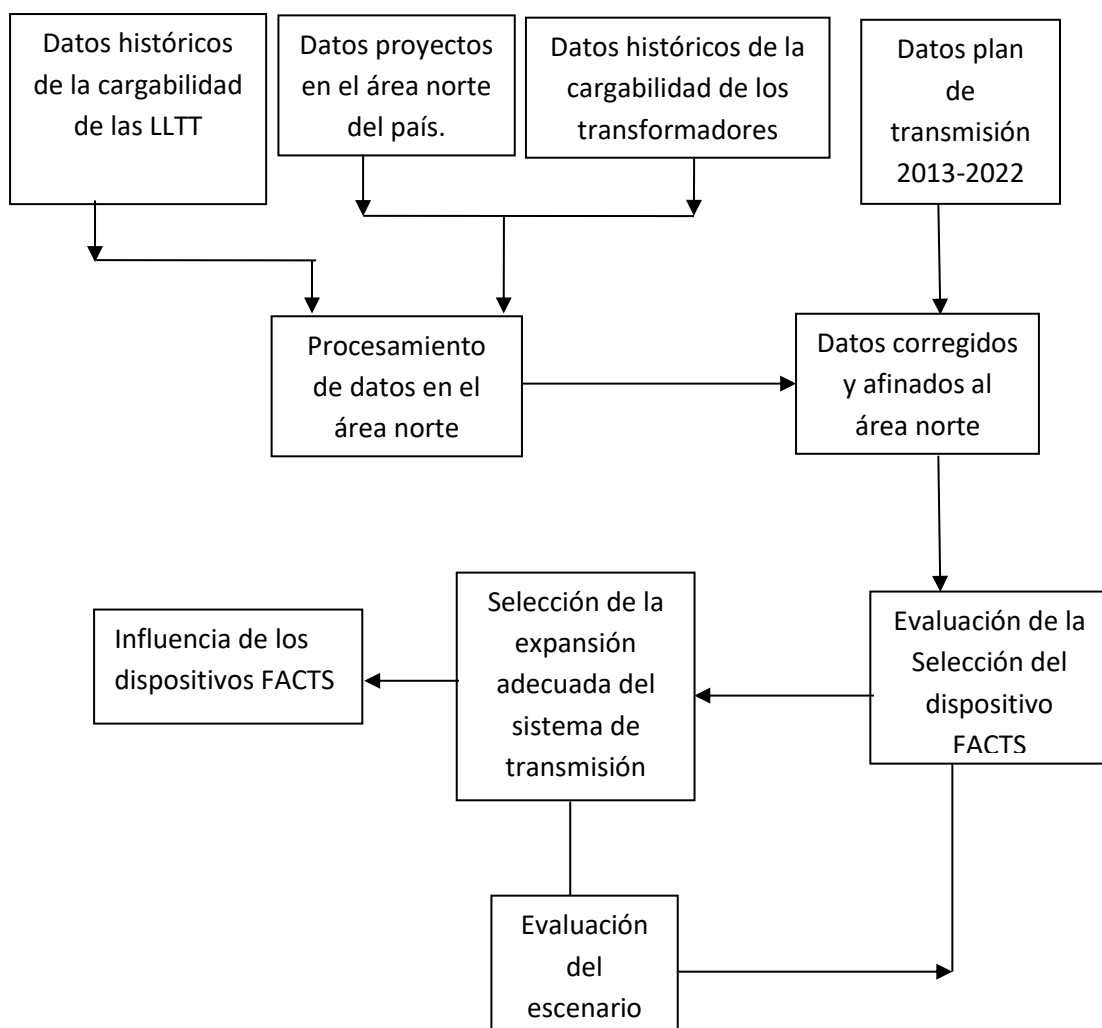 Datos históricos
de la cargabilidad
de las LLTT
Datos proyectos
en el área norte
del país.
Datos históricos de la
cargabilidad de los
transformadores
Datos plan
de
transmisión
2013-2022
Procesamiento
de datos en el
área norte
Datos corregidos
y afinados al
área norte
Influencia de los
dispositivos FACTS
Selección de la
expansión
adecuada del
sistema de
transmisión
Evaluación de la
Selección del
dispositivo
FACTS
Evaluación
del
escenario